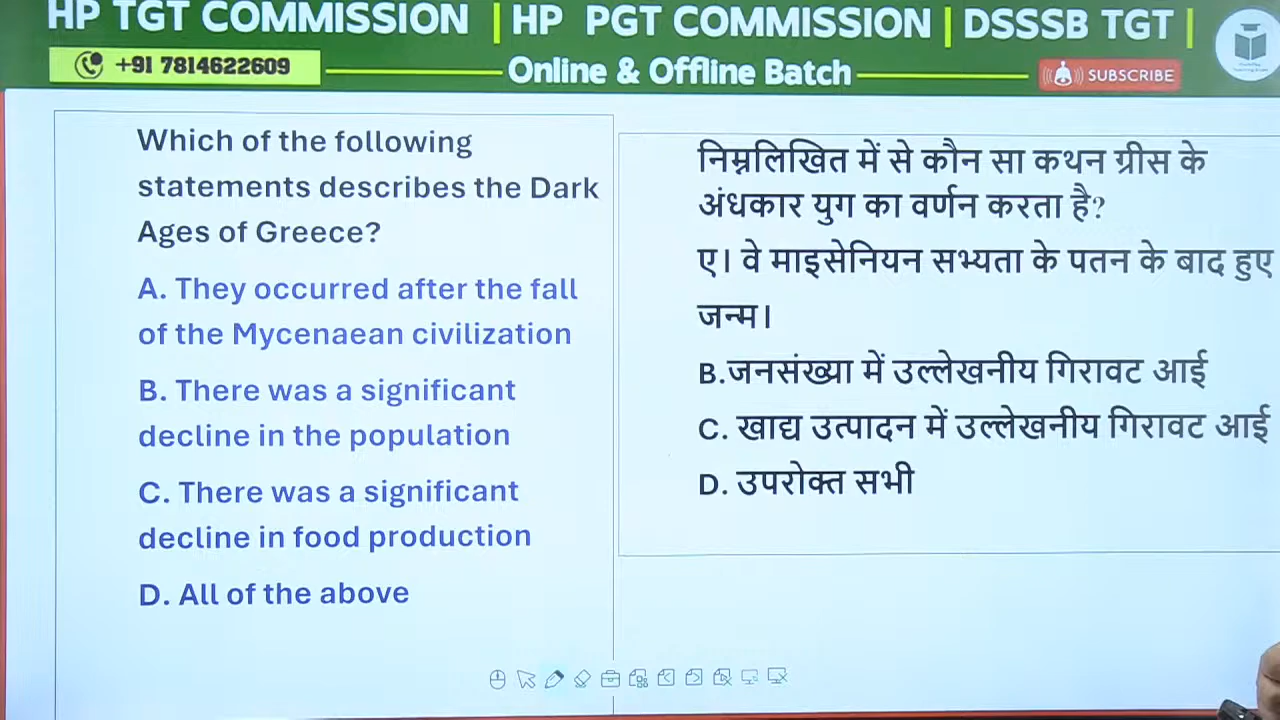 HP TGT COMMISSION | HP PGT COMMISSION | DSSSB TGT |
+91 7814622609
Online & Offline Batch
SUBSCRIBE
Which of the following
statements describes the Dark
Ages of Greece?
A. They occurred after the fall
of the Mycenaean civilization
B. There was a significant
decline in the population
C. There was a significant
decline in food production
D. All of the above
निम्नलिखित में से कौन सा कथन ग्रीस के
अंधकार युग का वर्णन करता है?
ए। वे माइसेनियन सभ्यता के पतन के बाद हुए
जन्म।
B.जनसंख्या में उल्लेखनीय गिरावट आई
C. खाद्य उत्पादन में उल्लेखनीय गिरावट आई
D. उपरोक्त सभी